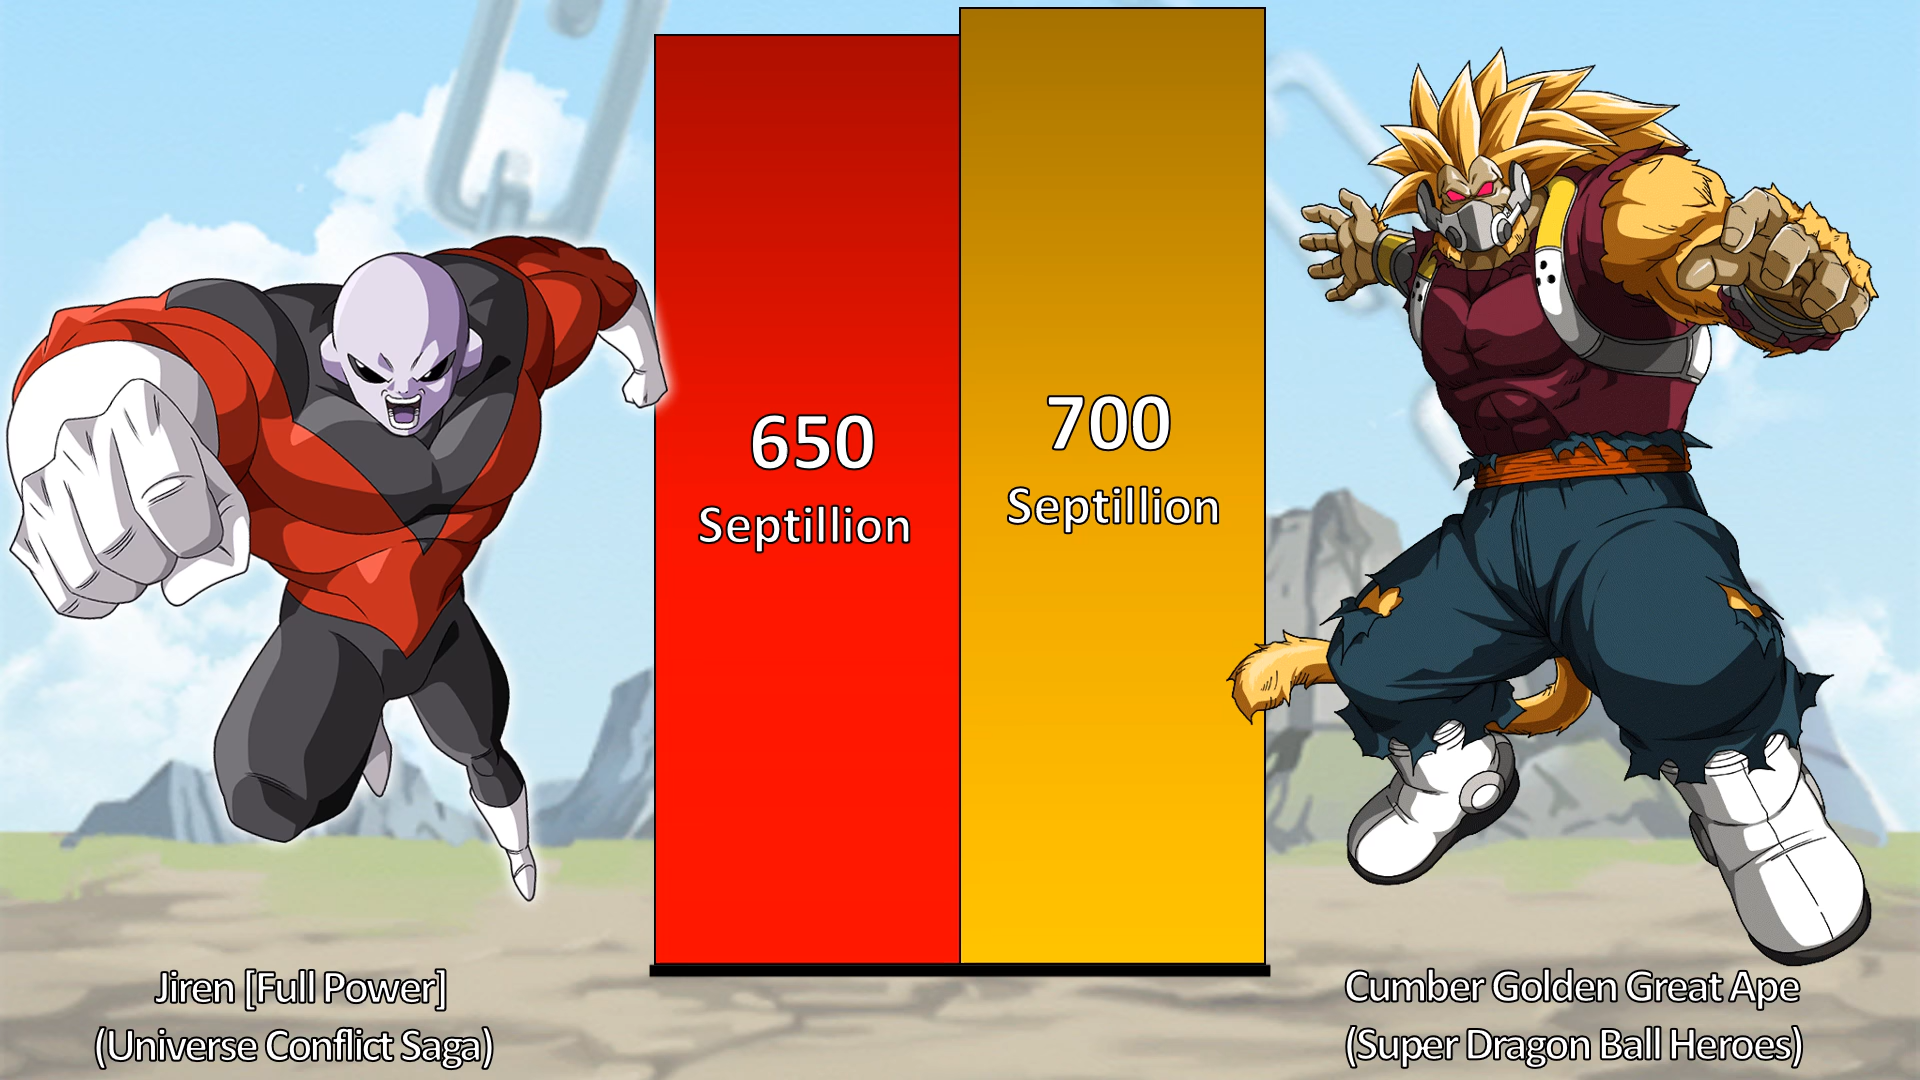 650
Septillion
700
Septillion
Jiren [Full Power]
(Universe Conflict Saga)
Cumber Golden Great Ape
(Super Dragon Ball Heroes)